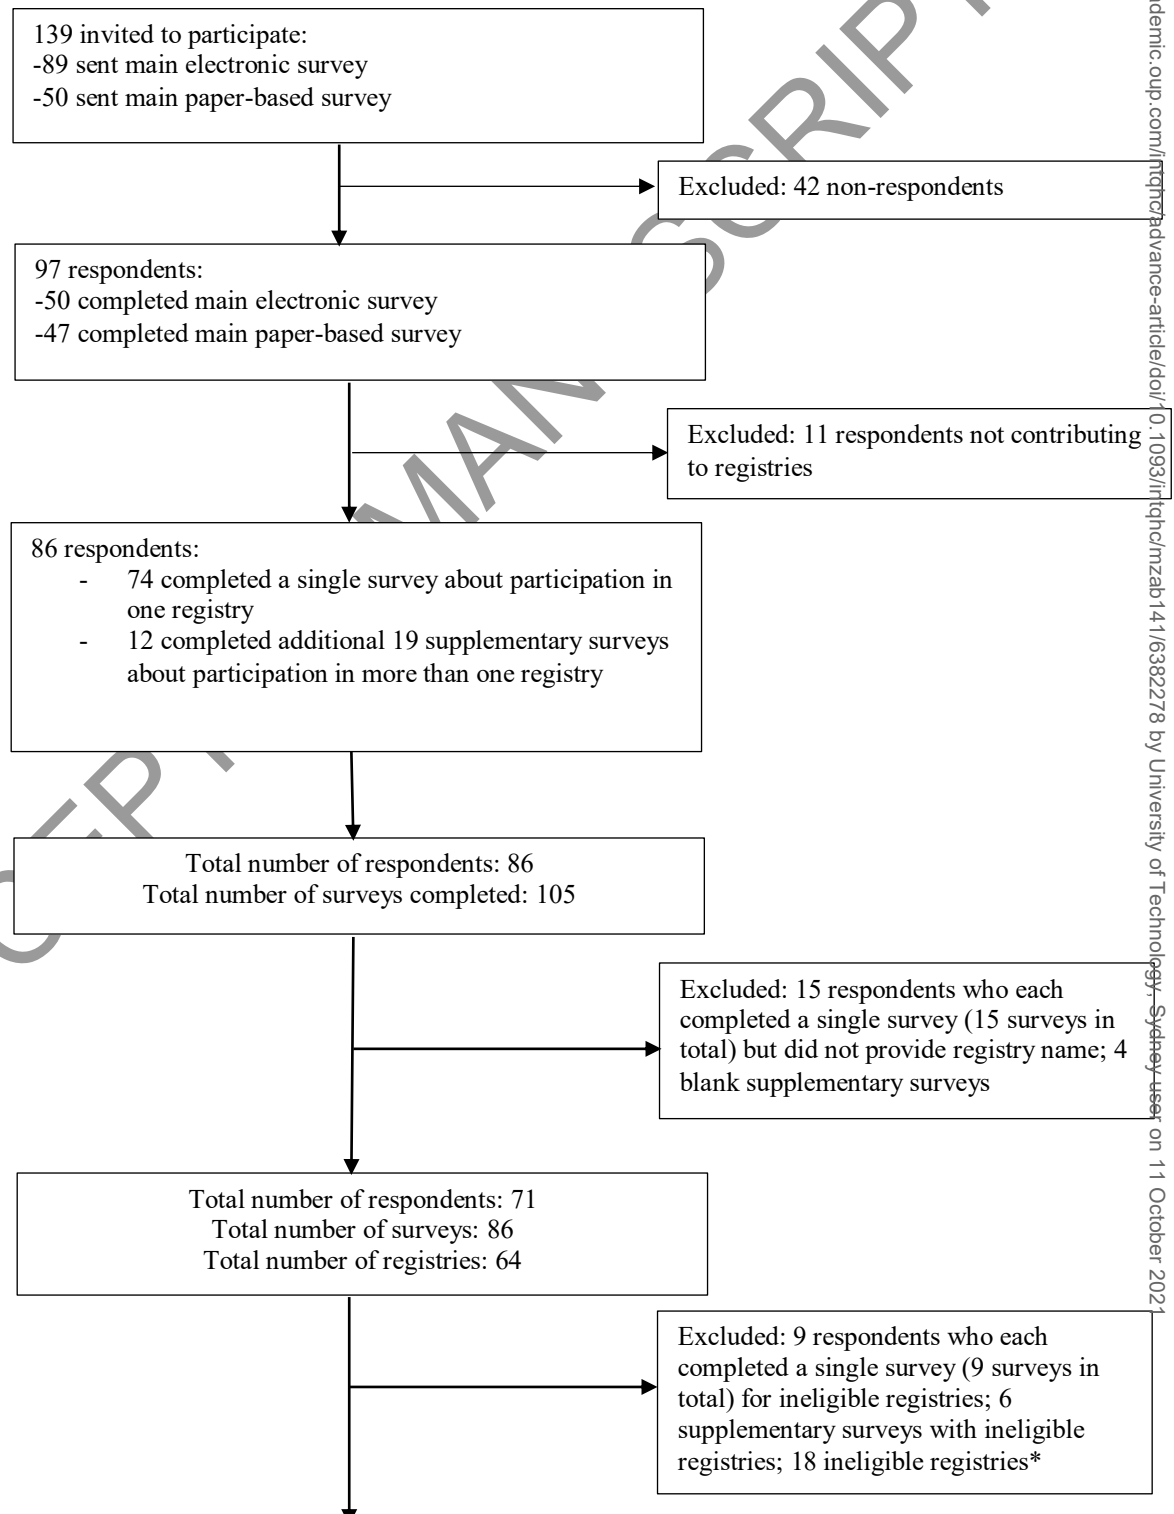 139 invited to participate:
-89 sent main electronic survey
-50 sent main paper-based survey
Excluded: 42 non-respondents
97 respondents:
-50 completed main electronic survey
-47 completed main paper-based survey
Excluded: 11 respondents not contributing
to registries
86 respondents:
- 74 completed a single survey about participation in
one registry
- 12 completed additional 19 supplementary surveys
about participation in more than one registry
Total number of respondents: 86
Total number of surveys completed: 105
Excluded: 15 respondents who each
completed a single survey (15 surveys in
total) but did not provide registry name; 4
blank supplementary surveys
Total number of respondents: 71
Total number of surveys: 86
Total number of registries: 64
Excluded: 9 respondents who each
completed a single survey (9 surveys in
total) for ineligible registries; 6
supplementary surveys with ineligible
registries; 18 ineligible registries*
demic.oup.com/intqhc/advance-article/doi/10.1093/intqhc/mzab141/6382278 by University of Technology, Sydney user on 11 October 2021
CEPT MANUSCRIPT